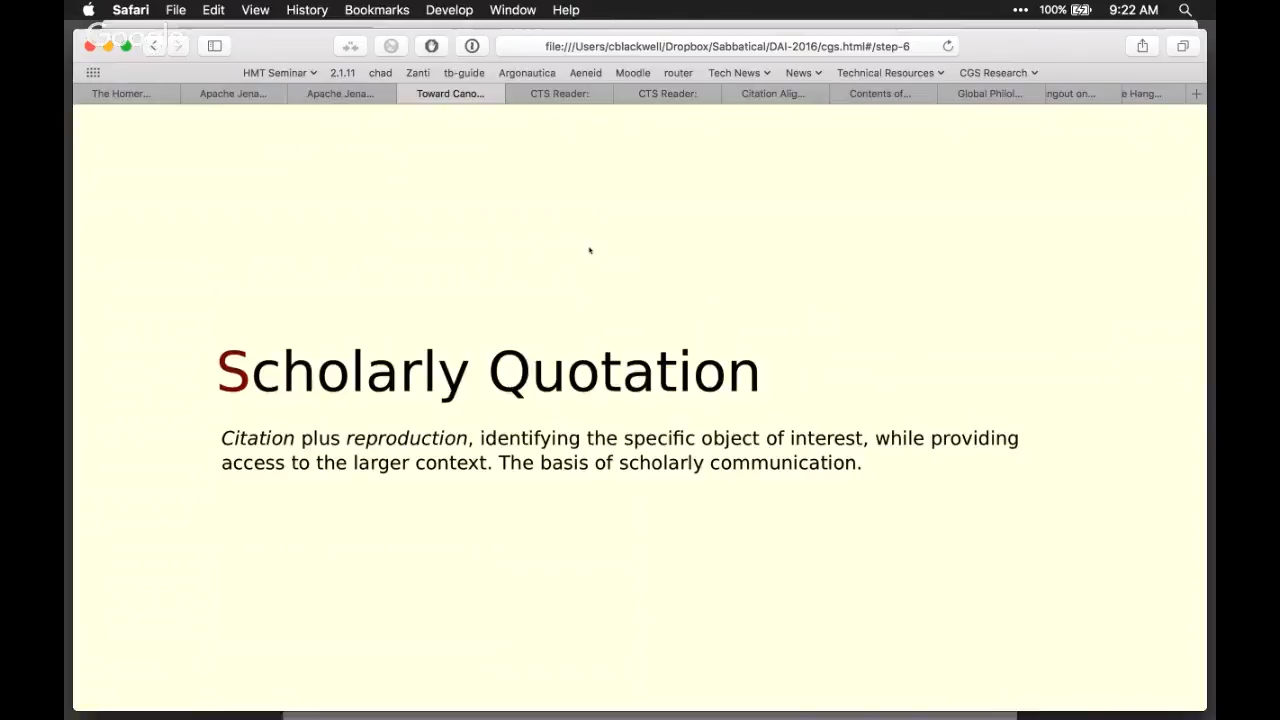 Safari File Edit View History Bookmarks Develop Window Help 100% 9:22 AM
Google
file:///Users/cblackwell/Dropbox/Sabbatical/DAI-2016/cgs.html#/step-6
HMT Seminar 2.1.11 chad Zanti tb-guide Argonautica Aeneid Moodle router Tech News News Technical Resources CGS Research
The Homer... Apache Jena... Apache Jena... Toward Cano... CTS Reader: CTS Reader: Citation Alig... Contents of... Global Philol... ngout on... e Hang...
Scholarly Quotation
Citation plus reproduction, identifying the specific object of interest, while providing
access to the larger context. The basis of scholarly communication.